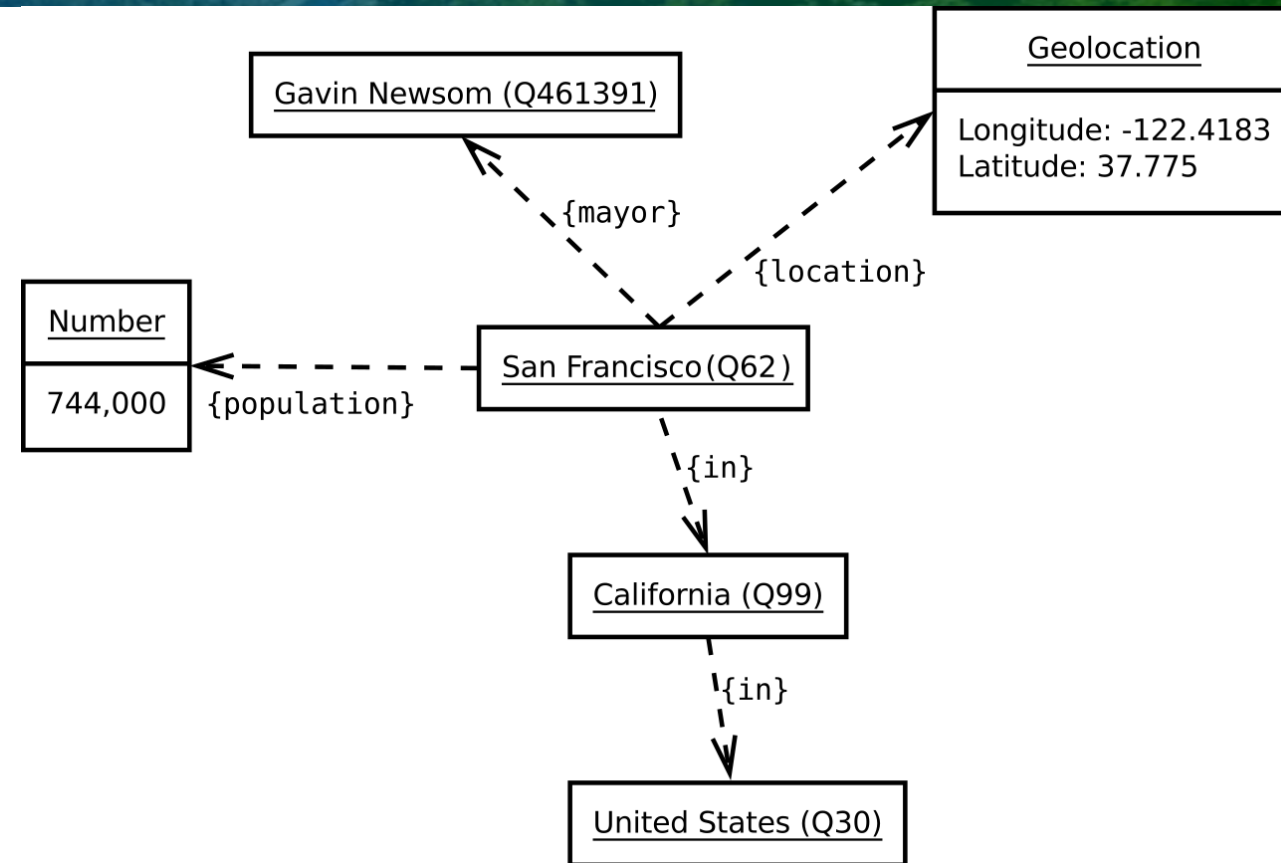 Geolocation
Gavin Newsom (Q461391)
Longitude: -122.4183
Latitude: 37.775
{mayor}
{location}
Number
San Francisco(Q62)
744,000
{population}
{in}
California (Q99)
{in}
United States (Q30)